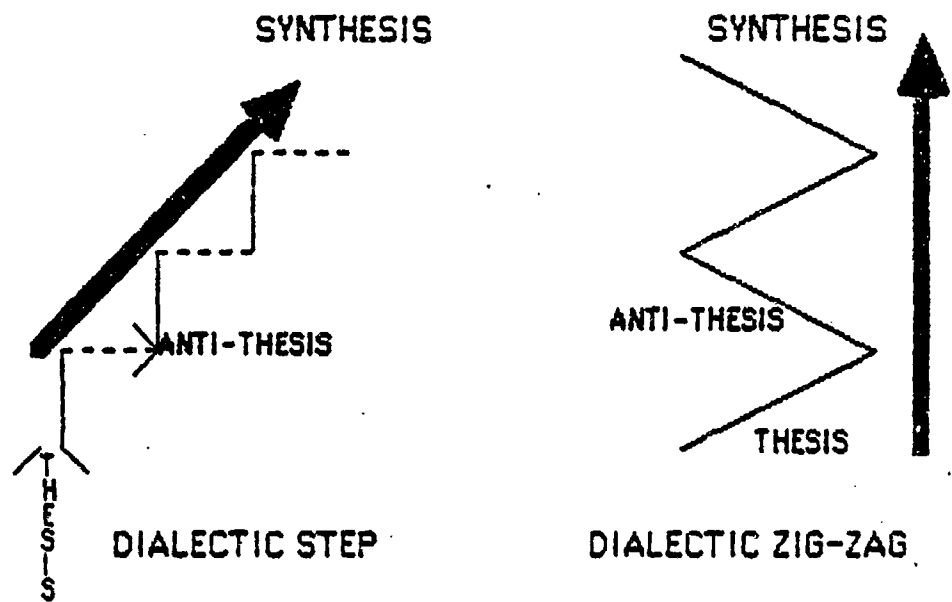 SYNTHESIS
ANTI-THESIS
THESIS
DIALECTIC STEP
SYNTHESIS
ANTI-THESIS
THESIS
DIALECTIC ZIG-ZAG